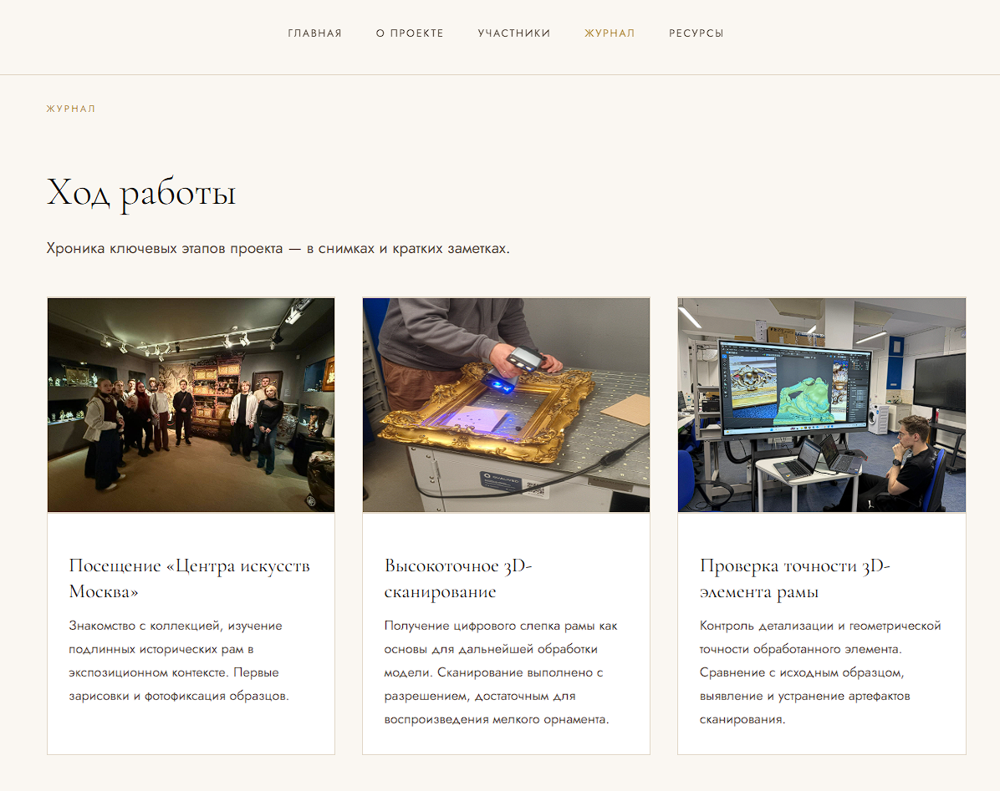 ГЛАВНАЯ О ПРОЕКТЕ УЧАСТНИКИ ЖУРНАЛ РЕСУРСЫ
ЖУРНАЛ
Ход работы
Хроника ключевых этапов проекта — в снимках и кратких заметках.
Посещение «Центра искусств
Москва»
Знакомство с коллекцией, изучение
подлинных исторических рам в
экспозиционном контексте. Первые
зарисовки и фотофиксация образцов.
Высокоточное 3D-
сканирование
Получение цифрового слепка рамы как
основы для дальнейшей обработки
модели. Сканирование выполнено с
разрешением, достаточным для
воспроизведения мелкого орнамента.
Проверка точности 3D-
элемента рамы
Контроль детализации и геометрической
точности обработанного элемента.
Сравнение с исходным образцом,
выявление и устранение артефактов
сканирования.